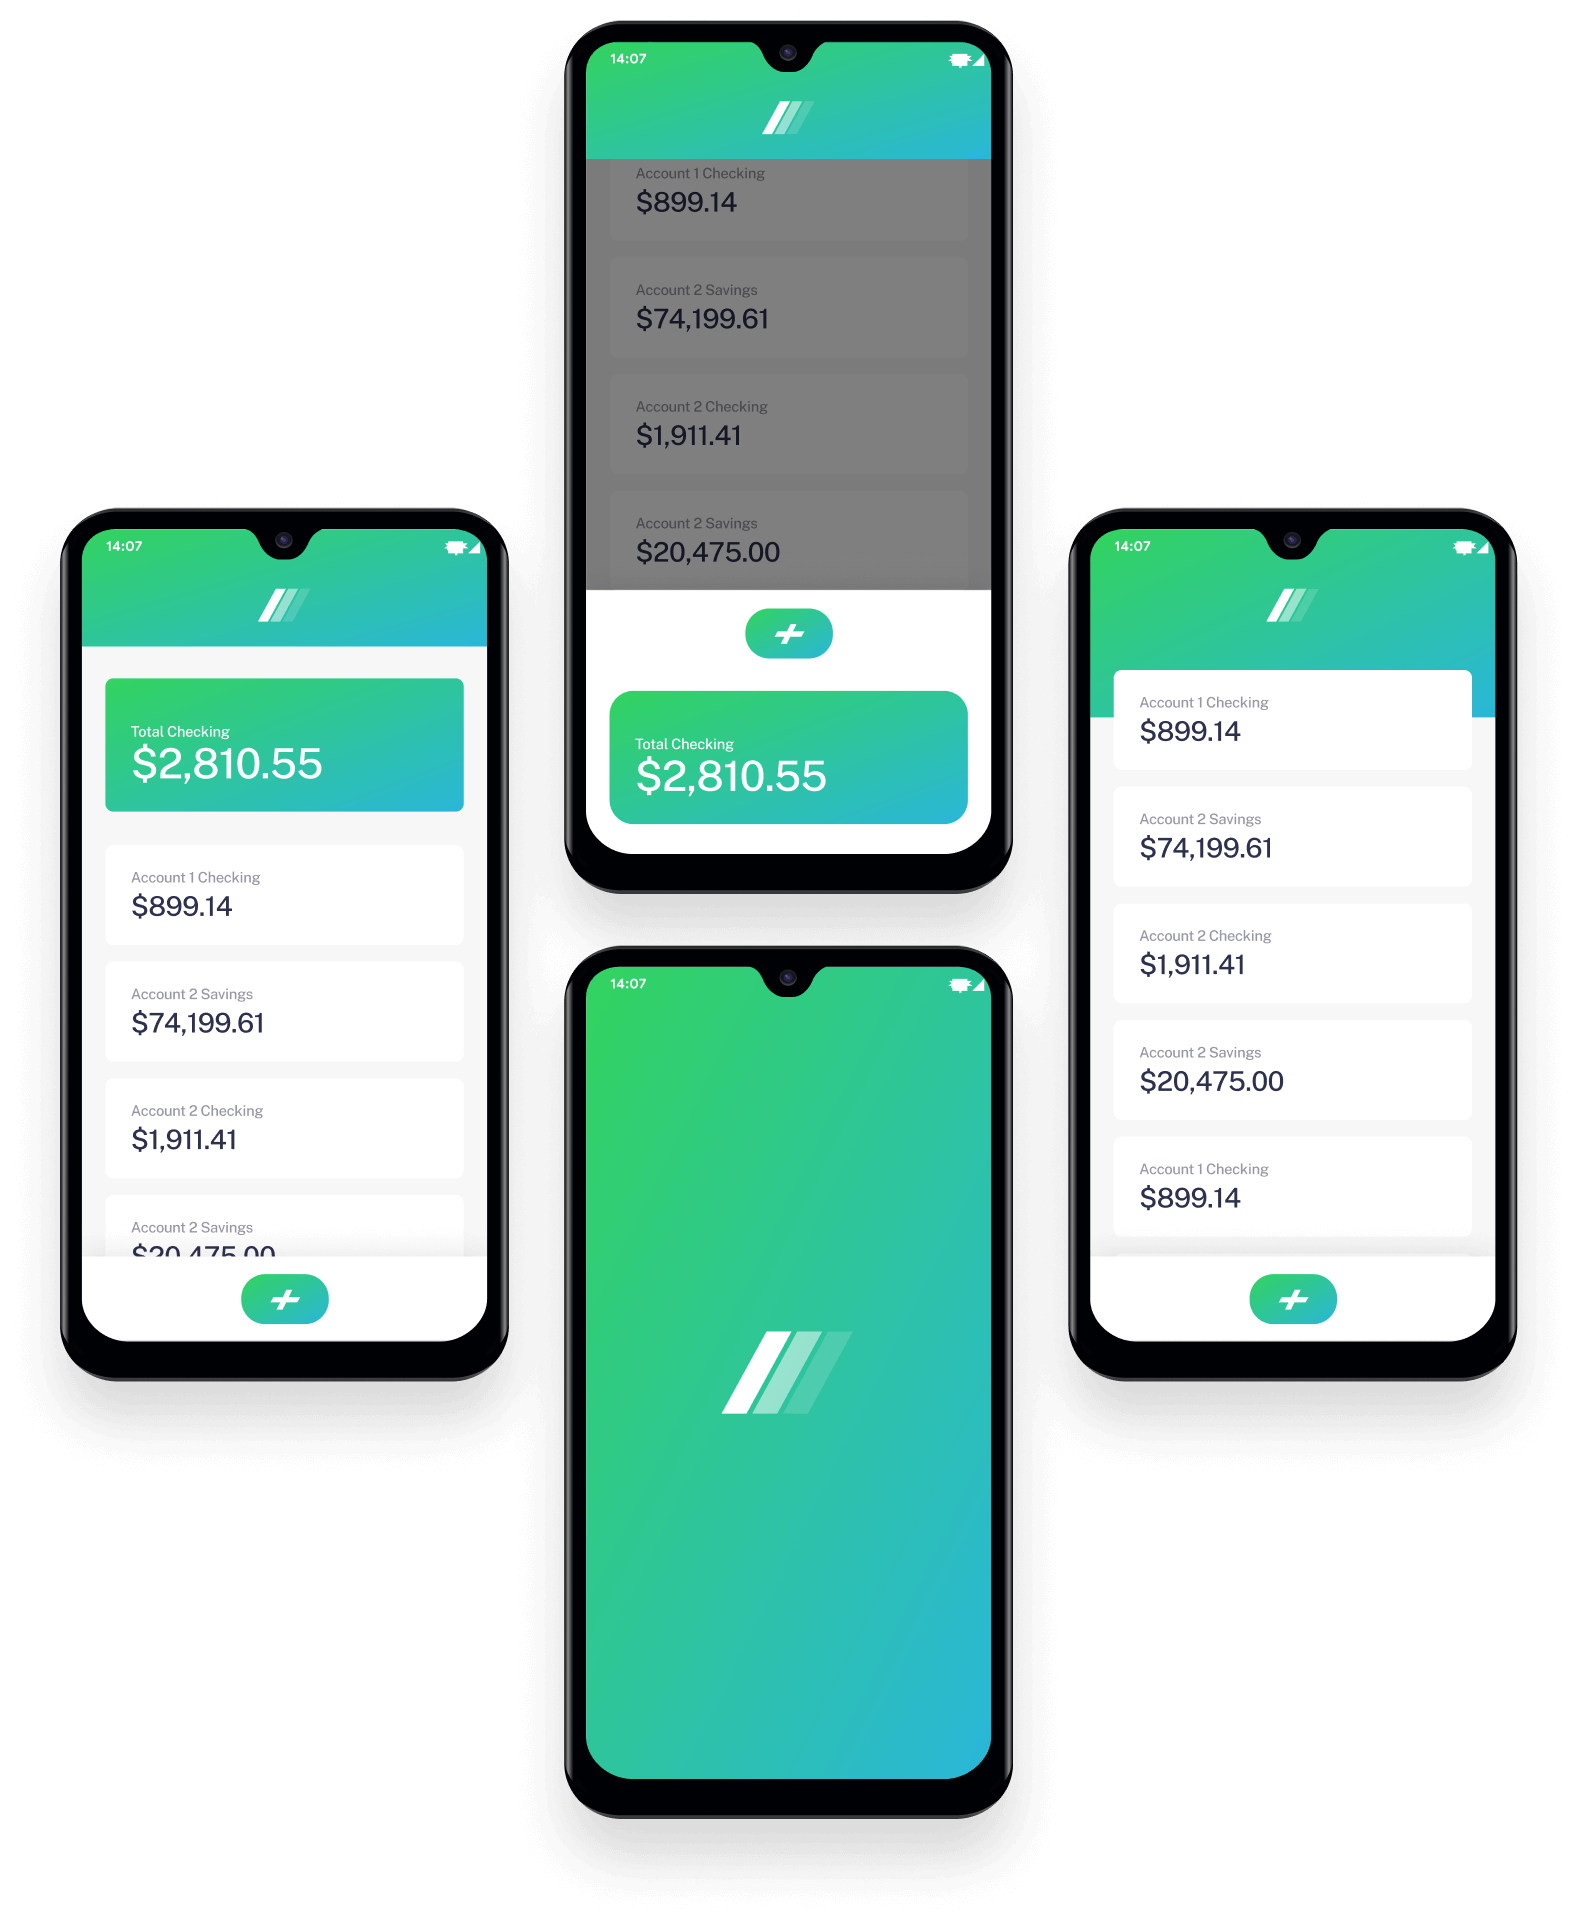 14:07
Account 1 Checking
$899.14
Account 2 Savings
$74,199.61
Account 2 Checking
$1,911.41
Account 2 Savings
$20,475.00
Total Checking
$2,810.55
14:07
Total Checking
$2,810.55
Account 1 Checking
$899.14
Account 2 Savings
$74,199.61
Account 2 Checking
$1,911.41
Account 2 Savings
$20,475.00
14:07
Account 1 Checking
$899.14
Account 2 Savings
$74,199.61
Account 2 Checking
$1,911.41
Account 2 Savings
$20,475.00
Account 1 Checking
$899.14
14:07